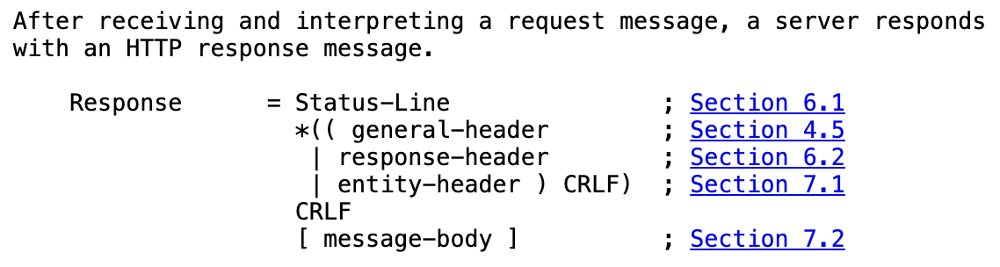 After receiving and interpreting a request message, a server responds
with an HTTP response message.
Response = Status-Line ; Section 6.1
*(( general-header ; Section 4.5
| response-header ; Section 6.2
| entity-header ) CRLF) ; Section 7.1
CRLF
[ message-body ] ; Section 7.2